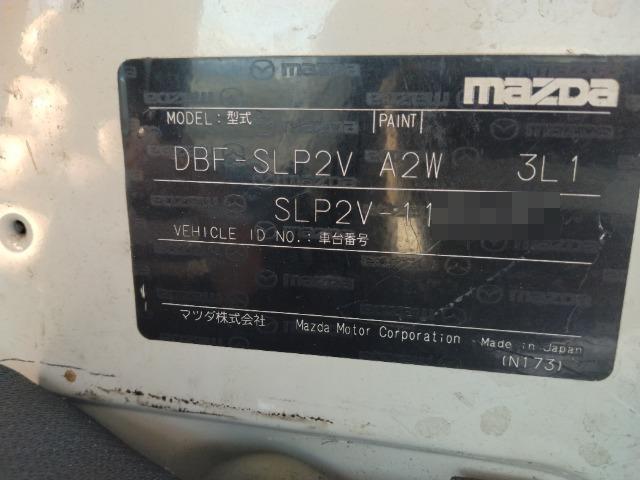 mazda
MODEL: 型式 PAINT
DBF-SLP2V A2W 3L1
SLP2V-11
VEHICLE ID NO.: 車台番号
マツダ株式会社 Mazda Motor Corporation Made in Japan
(N173)